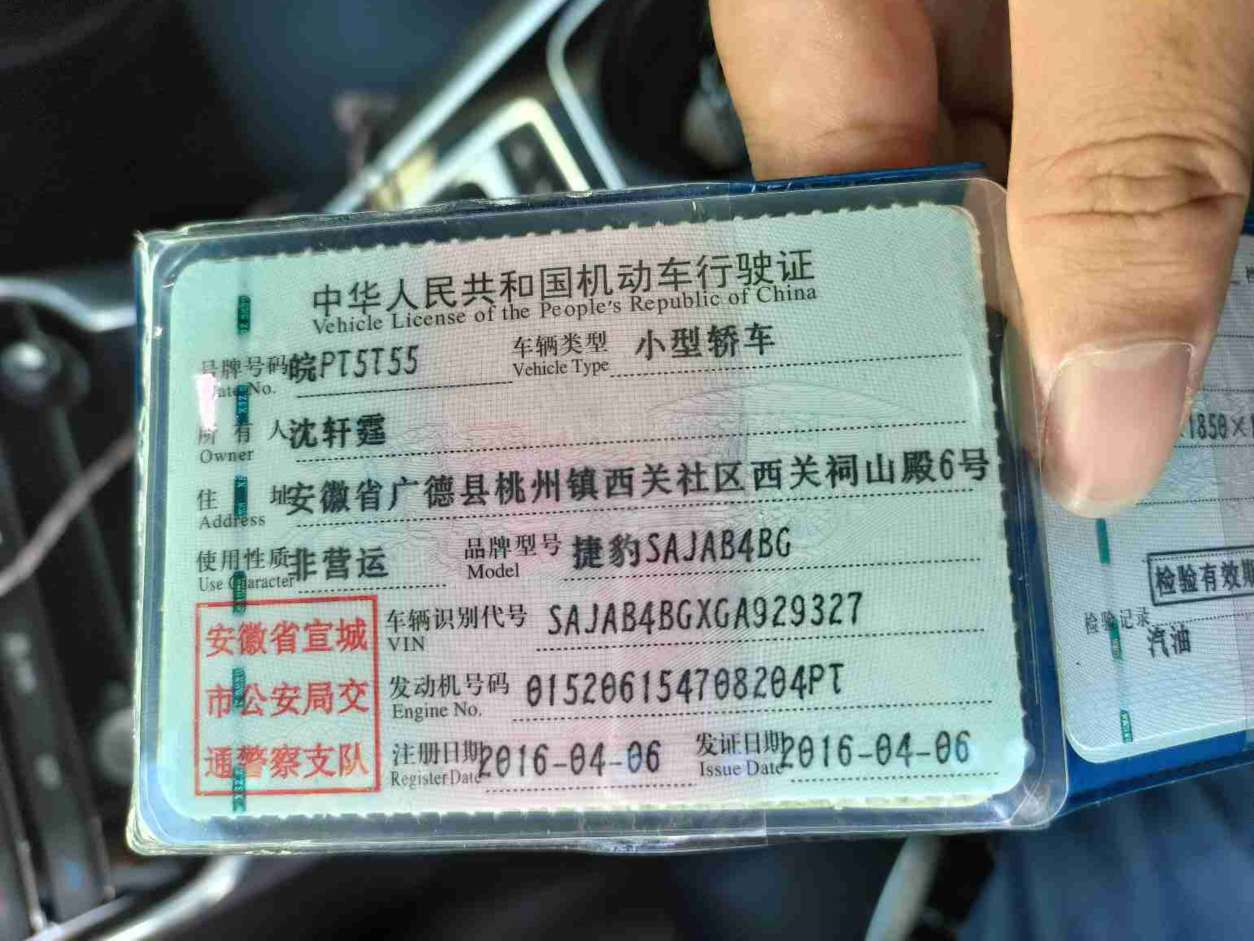 中华人民共和国机动车行驶证
Vehicle License of the People's Republic of China
号牌号码 皖PT5T55 车辆类型 小型轿车
Plate No. Vehicle Type
所有人 沈轩霆
Owner
住址 安徽省广德县桃州镇西关社区西关祠山殿6号
Address
使用性质 非营运 品牌型号 捷豹SAJAB4BG
Use Character Model
车辆识别代号 SAJAB4BGXGA929327
VIN
发动机号码 015206154708204PT
Engine No.
注册日期 2016-04-06 发证日期 2016-04-06
Register Date Issue Date
安徽省宣城
市公安局交
通警察支队
×1850×1
检验有效期
检验记录
汽油